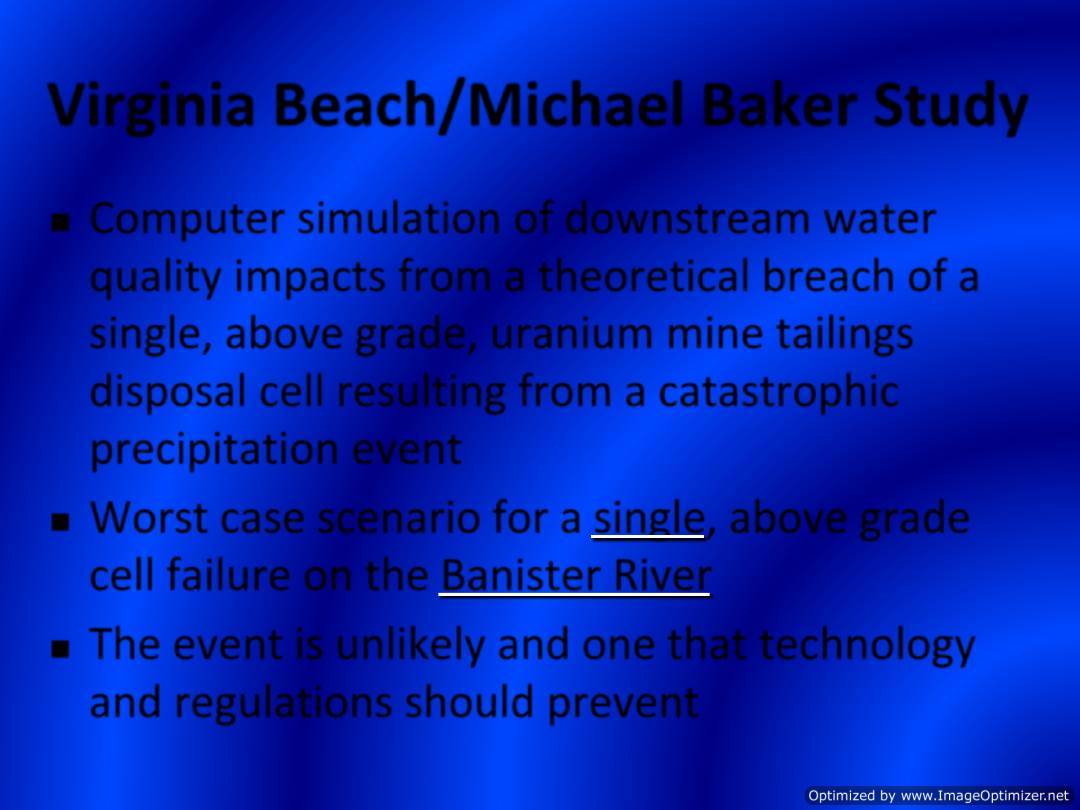 Virginia Beach/Michael Baker Study
▪ Computer simulation of downstream water
quality impacts from a theoretical breach of a
single, above grade, uranium mine tailings
disposal cell resulting from a catastrophic
precipitation event
▪ Worst case scenario for a single, above grade
cell failure on the Banister River
▪ The event is unlikely and one that technology
and regulations should prevent
Optimized by www.ImageOptimizer.net